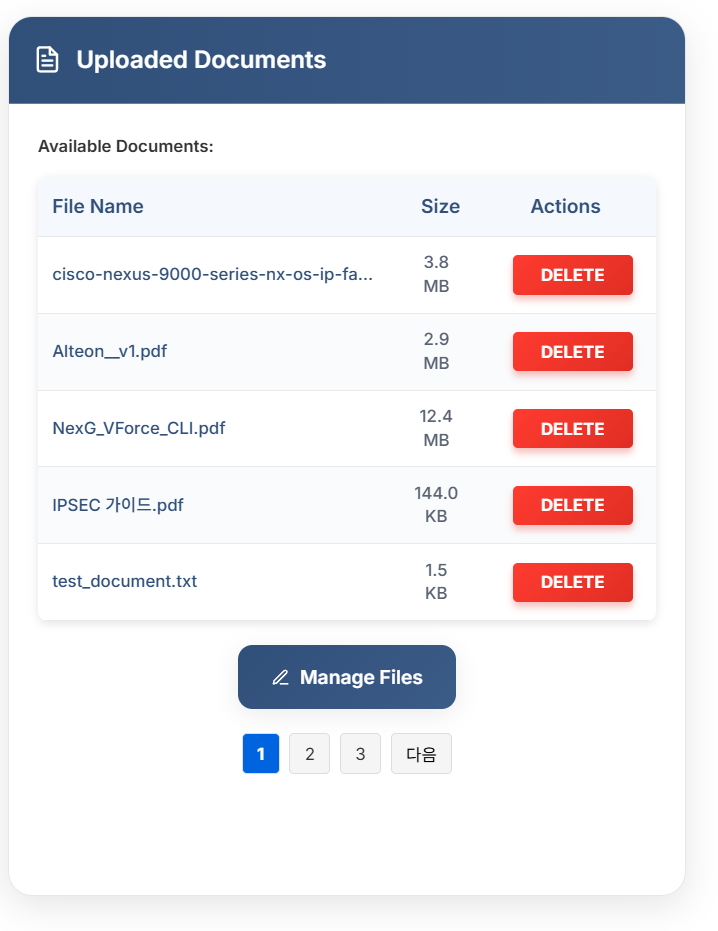 Uploaded Documents
Available Documents:
File Name Size Actions
cisco-nexus-9000-series-nx-os-ip-fa... 3.8 MB DELETE
Alteon__v1.pdf 2.9 MB DELETE
NexG_VForce_CLI.pdf 12.4 MB DELETE
IPSEC 가이드.pdf 144.0 KB DELETE
test_document.txt 1.5 KB DELETE
Manage Files
1 2 3 다음